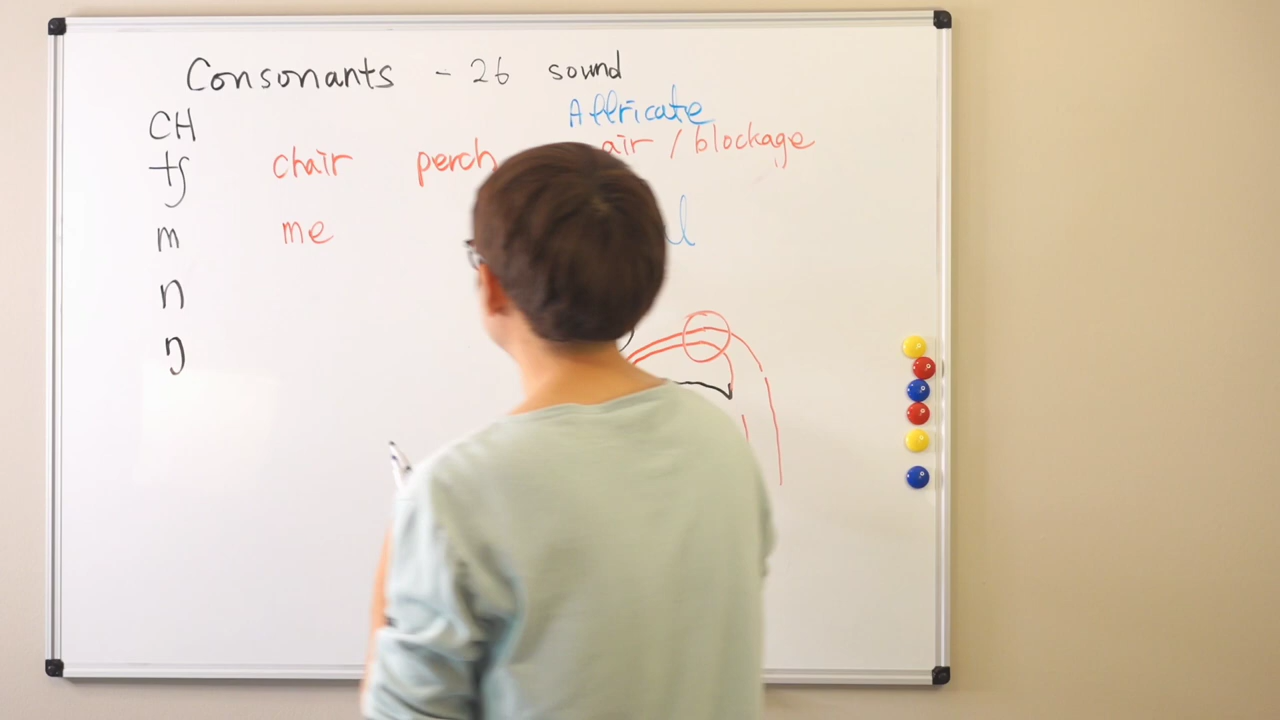 Consonants - 26 sound
Affricate
CH
tʃ chair perch air / blockage
m me
n
ŋ